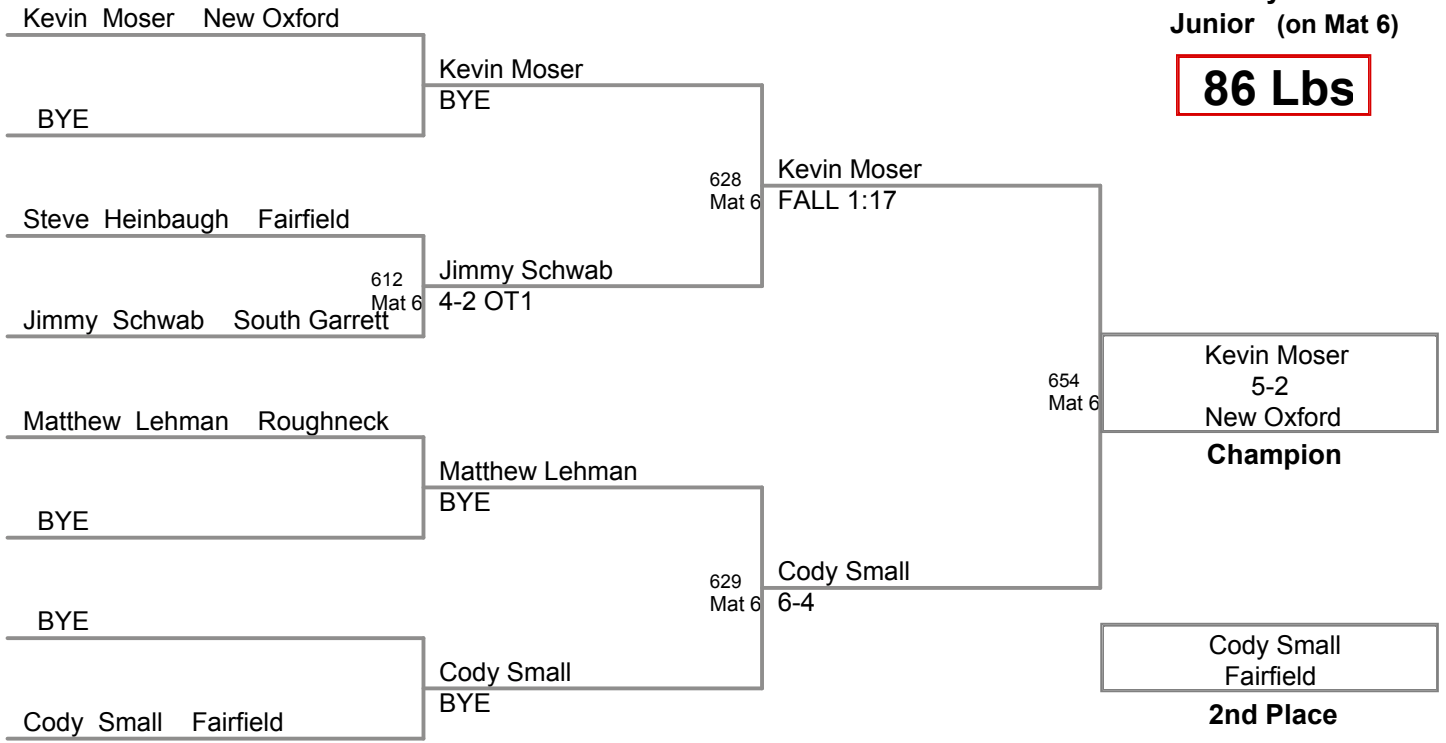 Junior (on Mat 6)
86 Lbs
Kevin Moser New Oxford
BYE
Steve Heinbaugh Fairfield
Jimmy Schwab South Garrett
Matthew Lehman Roughneck
BYE
BYE
Cody Small Fairfield
Kevin Moser
BYE
612
Mat 6
Jimmy Schwab
4-2 OT1
Matthew Lehman
BYE
Cody Small
BYE
628
Mat 6
Kevin Moser
FALL 1:17
629
Mat 6
Cody Small
6-4
654
Mat 6
Kevin Moser
5-2
New Oxford
Champion
Cody Small
Fairfield
2nd Place